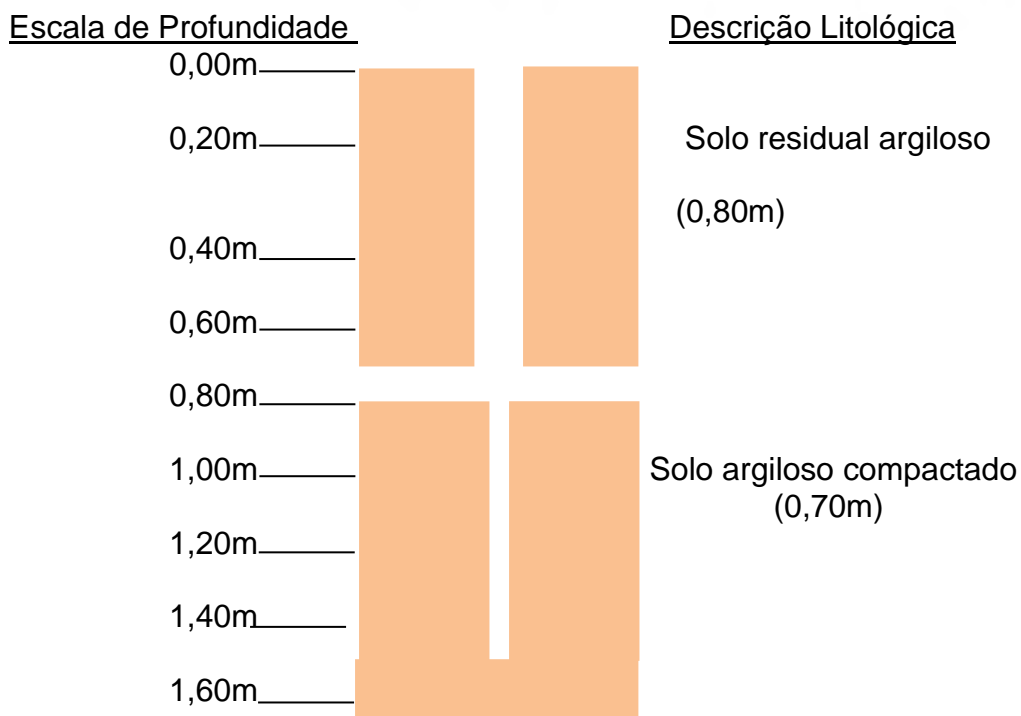 Escala de Profundidade
Descrição Litológica
0,00m
0,20m
Solo residual argiloso
(0,80m)
0,40m
0,60m
0,80m
1,00m
Solo argiloso compactado
(0,70m)
1,20m
1,40m
1,60m